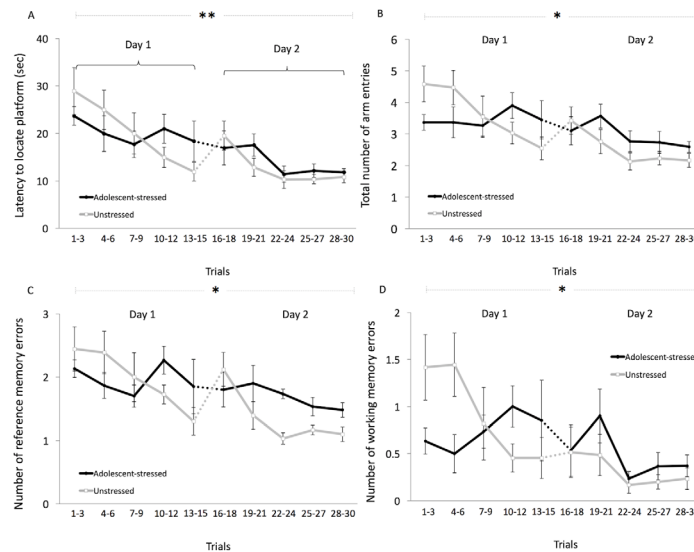 A
**
Latency to locate platform (sec)
40
30
20
10
0
Day 1
Day 2
Adolescent-stressed
Unstressed
1-3 4-6 7-9 10-12 13-15 16-18 19-21 22-24 25-27 28-30
Trials
B
*
Total number of arm entries
6
5
4
3
2
1
0
Day 1
Day 2
Adolescent-stressed
Unstressed
1-3 4-6 7-9 10-12 13-15 16-18 19-21 22-24 25-27 28-3
Trials
C
*
Number of reference memory errors
3
2
1
0
Day 1
Day 2
Adolescent-stressed
Unstressed
1-3 4-6 7-9 10-12 13-15 16-18 19-21 22-24 25-27 28-30
Trials
D
*
Number of working memory errors
2
1.5
1
0.5
0
Day 1
Day 2
Adolescent-stressed
Unstressed
1-3 4-6 7-9 10-12 13-15 16-18 19-21 22-24 25-27 28-30
Trials